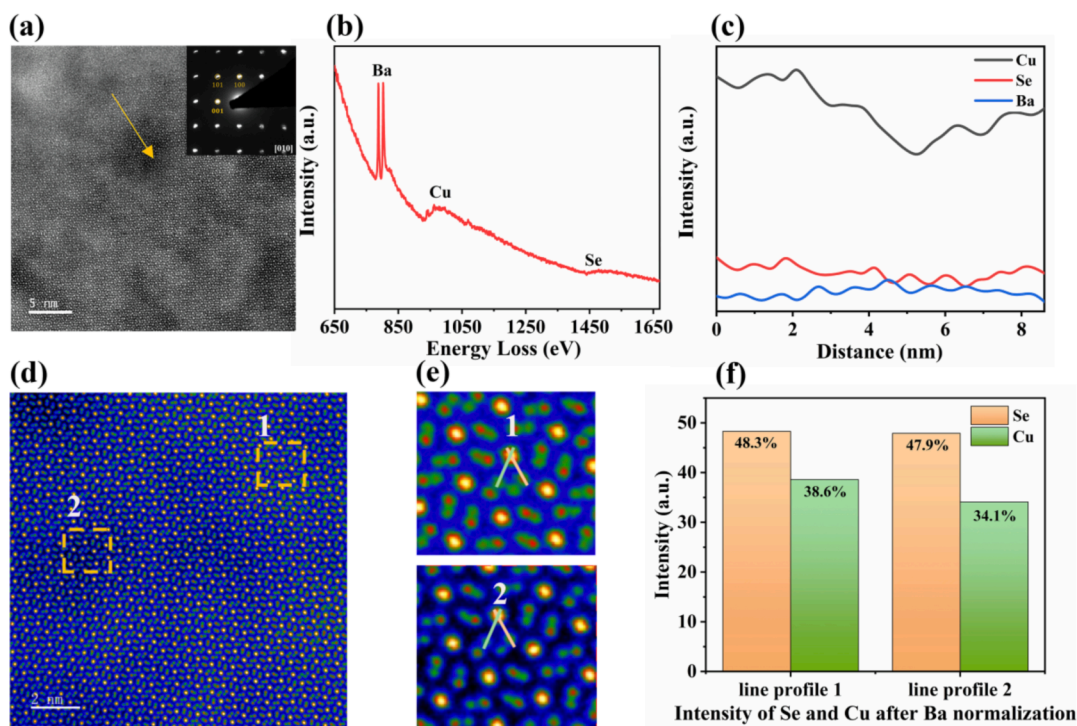 (a)
101
100
001
[010]
5 nm
(b)
Ba
Cu
Se
Intensity (a.u.)
650 850 1050 1250 1450 1650
Energy Loss (eV)
(c)
Cu
Se
Ba
Intensity (a.u.)
0 2 4 6 8
Distance (nm)
(d)
1
2
2 nm
(e)
1
2
(f)
Se
Cu
50
40
30
20
10
0
48.3%
38.6%
47.9%
34.1%
Intensity (a.u.)
line profile 1 line profile 2
Intensity of Se and Cu after Ba normalization